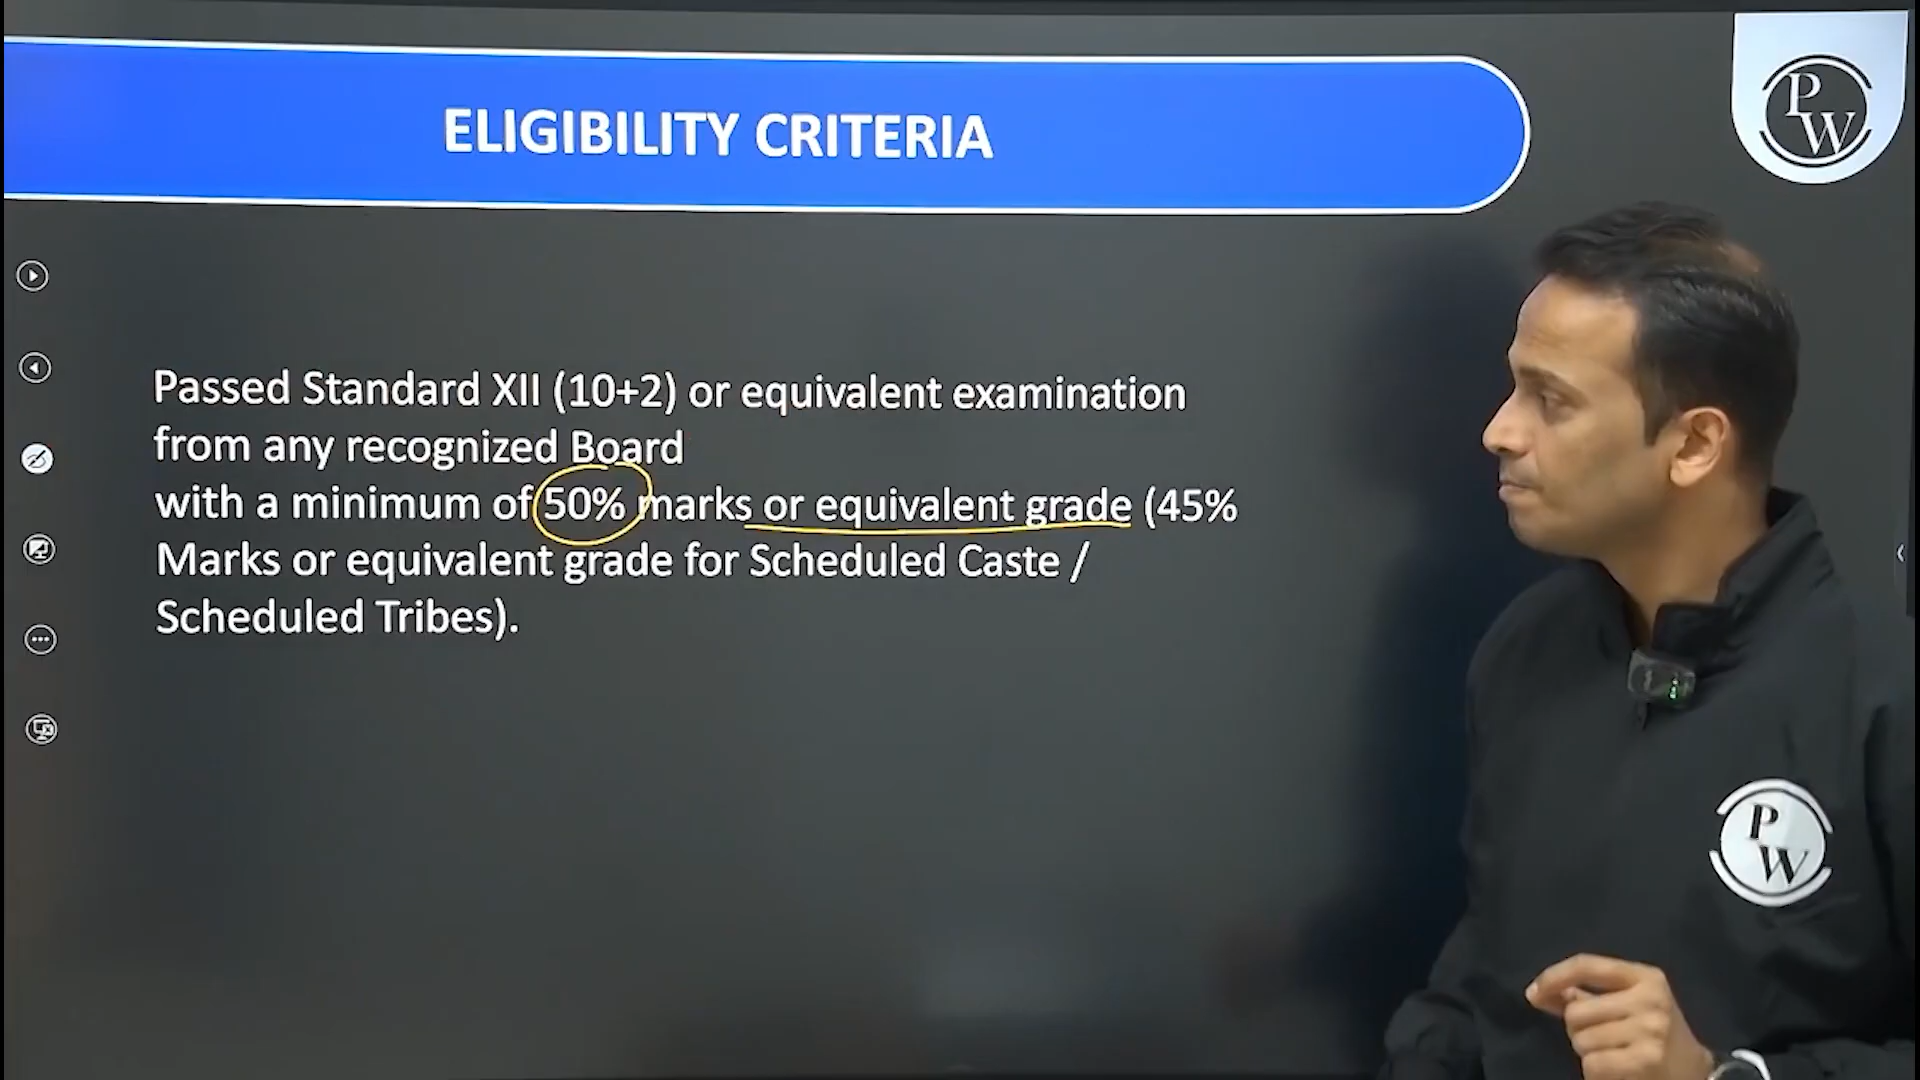 ELIGIBILITY CRITERIA
PW
Passed Standard XII (10+2) or equivalent examination
from any recognized Board
with a minimum of 50% marks or equivalent grade (45%
Marks or equivalent grade for Scheduled Caste /
Scheduled Tribes).
PW